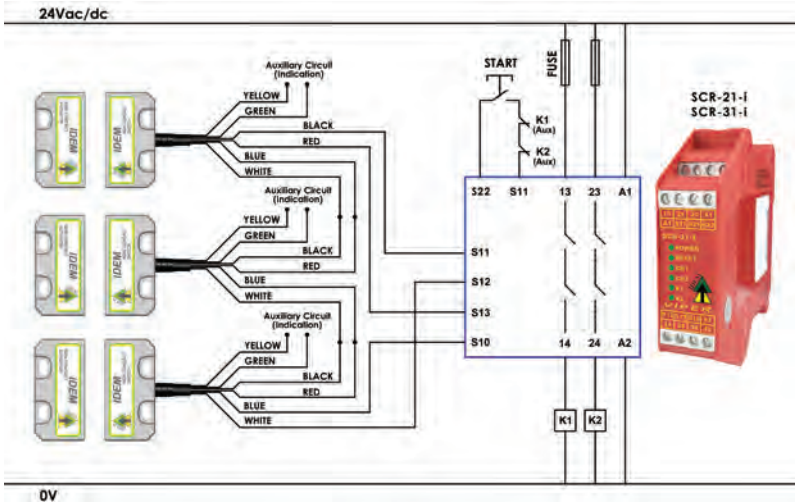 24Vac/dc
Auxiliary Circuit
(Indication)
YELLOW
GREEN
BLACK
RED
BLUE
WHITE
Auxiliary Circuit
(Indication)
YELLOW
GREEN
BLACK
RED
BLUE
WHITE
Auxiliary Circuit
(Indication)
YELLOW
GREEN
BLACK
RED
BLUE
WHITE
IDEM
IDEM
IDEM
IDEM
IDEM
IDEM
START
FUSE
K1
(Aux)
K2
(Aux)
S22 S11 13 23 A1
S11
S12
S13
S10
14 24 A2
K1 K2
SCR-21-i
SCR-31-i
SCR-21-i
VIPER
0V